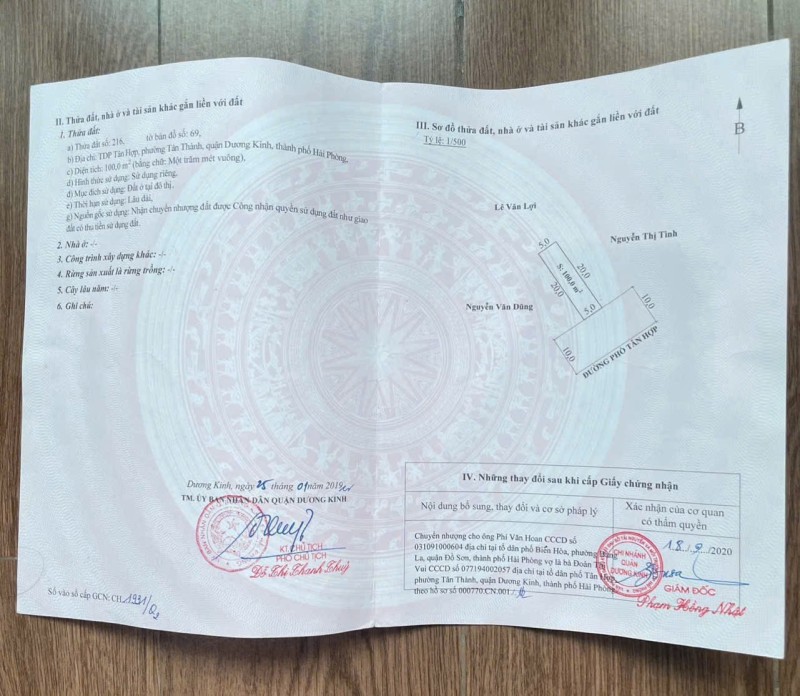 II. Thửa đất, nhà ở và tài sản khác gắn liền với đất
1. Thửa đất:
a) Thửa đất số: 216, tờ bản đồ số: 69,
b) Địa chỉ: TDP Tân Hợp, phường Tân Thành, quận Dương Kinh, thành phố Hải Phòng,
c) Diện tích: 100,0 m² (bằng chữ: Một trăm mét vuông),
d) Hình thức sử dụng: Sử dụng riêng,
đ) Mục đích sử dụng: Đất ở tại đô thị.
e) Thời hạn sử dụng: Lâu dài,
g) Nguồn gốc sử dụng: Nhận chuyển nhượng đất được Công nhận quyền sử dụng đất như giao
đất có thu tiền sử dụng đất.
2. Nhà ở: -/-
3. Công trình xây dựng khác: -/-
4. Rừng sản xuất là rừng trồng: -/-
5. Cây lâu năm: -/-
6. Ghi chú:
Dương Kinh, ngày 25 tháng 01 năm 2019
TM. ỦY BAN NHÂN DÂN QUẬN DƯƠNG KINH
KT. CHỦ TỊCH
PHÓ CHỦ TỊCH
Đỗ Thị Thanh Thuỷ
Số vào sổ cấp GCN: CH
III. Sơ đồ thửa đất, nhà ở và tài sản khác gắn liền với đất
Tỷ lệ: 1/500
B
Lê Văn Lợi
Nguyễn Thị Tình
5,0
20,0
S: 100,0 m²
20,0
5,0
Nguyễn Văn Dũng
10,0
10,0
ĐƯỜNG PHỐ TÂN HỢP
IV. Những thay đổi sau khi cấp Giấy chứng nhận
Nội dung bổ sung, thay đổi và cơ sở pháp lý
Xác nhận của cơ quan
có thẩm quyền
Chuyển nhượng cho ông Phí Văn Hoan CCCD số
031091000604 địa chỉ tại tổ dân phố Biển Hòa, phường
La, quận Đồ Sơn, thành phố Hải Phòng vợ là bà Đoàn Thị
Vui CCCD số 077194000257 địa chỉ tại tổ dân phố Tân Hợp,
phường Tân Thành, quận Dương Kinh, thành phố Hải Phòng
theo hồ sơ số 000770.CN.001
18/9/2020
CHI NHÁNH
QUẬN
DƯƠNG KINH
GIÁM ĐỐC
Phạm Hồng Nhật